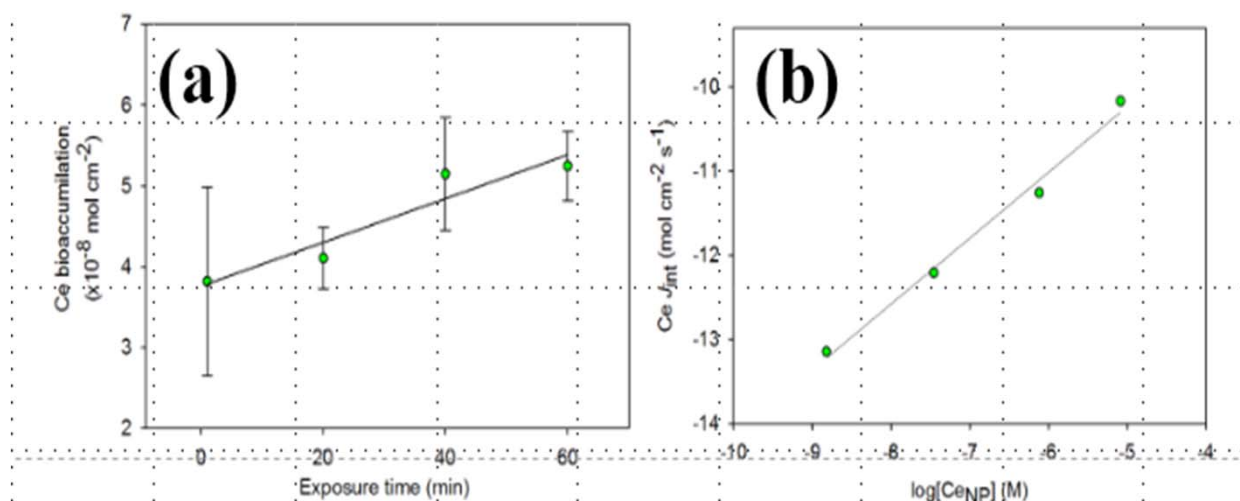 (a)
7
6
5
4
3
2
Ce bioaccumilation
(x10⁻⁸ mol cm⁻²)
0 20 40 60
Exposure time (min)
(b)
-10
-11
-12
-13
-14
Ce Jint (mol cm⁻² s⁻¹)
-10 -9 -8 -7 -6 -5 -4
log[CeNP] (M)